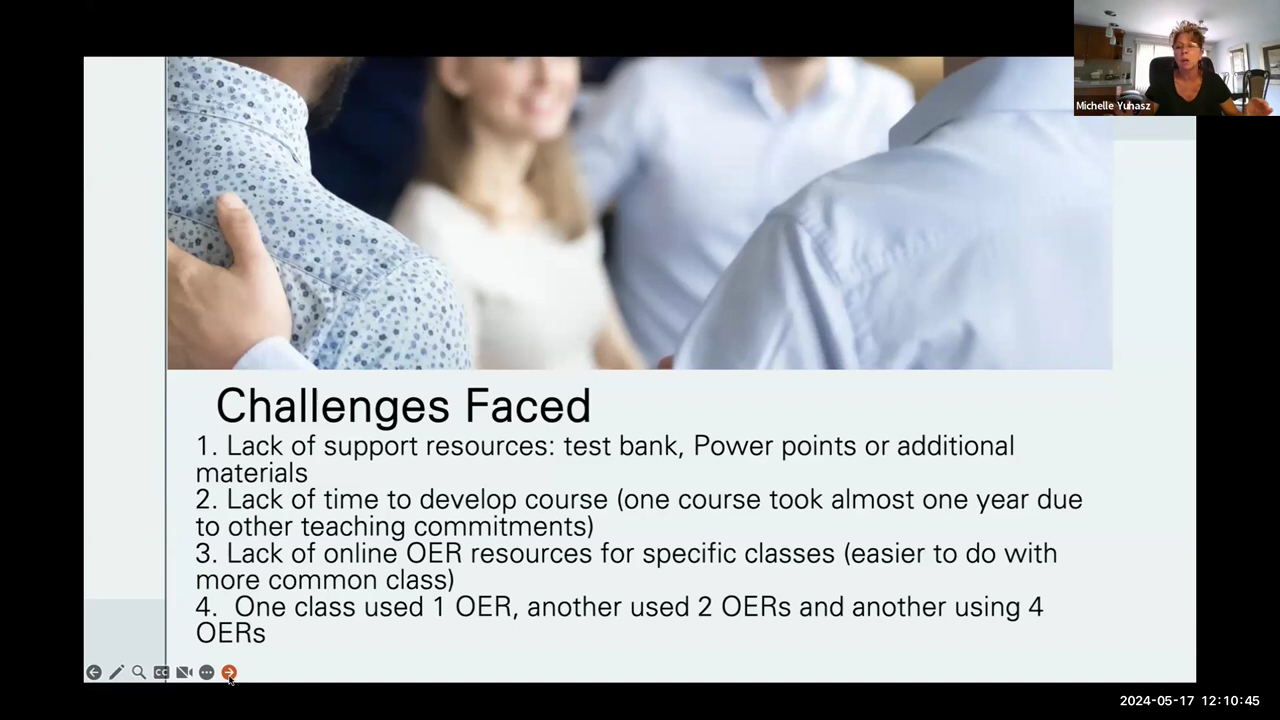 Michelle Yuhasz
Challenges Faced
1. Lack of support resources: test bank, Power points or additional
materials
2. Lack of time to develop course (one course took almost one year due
to other teaching commitments)
3. Lack of online OER resources for specific classes (easier to do with
more common class)
4.  One class used 1 OER, another used 2 OERs and another using 4
OERs
CC
2024-05-17 12:10:45